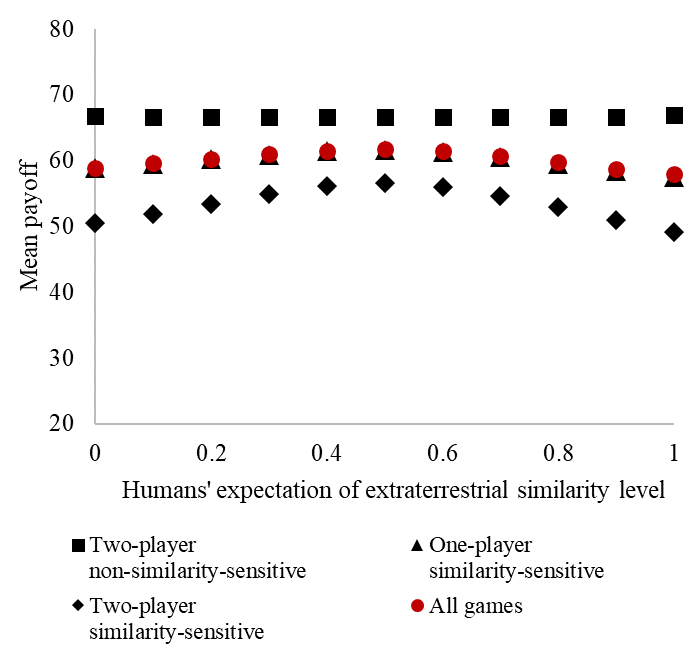 80
70
60
50
40
30
20
Mean payoff
0
0.2
0.4
0.6
0.8
1
Humans' expectation of extraterrestrial similarity level
Two-player
non-similarity-sensitive
One-player
similarity-sensitive
Two-player
similarity-sensitive
All games